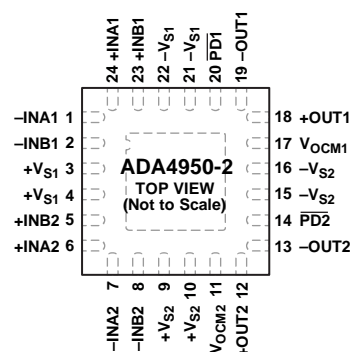 24 +INA1
23 +INB1
22 –VS1
21 –VS1
20 PD1
19 –OUT1
–INA1 1
–INB1 2
+VS1 3
+VS1 4
+INB2 5
+INA2 6
ADA4950-2
TOP VIEW
(Not to Scale)
18 +OUT1
17 VOCM1
16 –VS2
15 –VS2
14 PD2
13 –OUT2
–INA2 7
–INB2 8
+VS2 9
+VS2 10
VOCM2 11
+OUT2 12